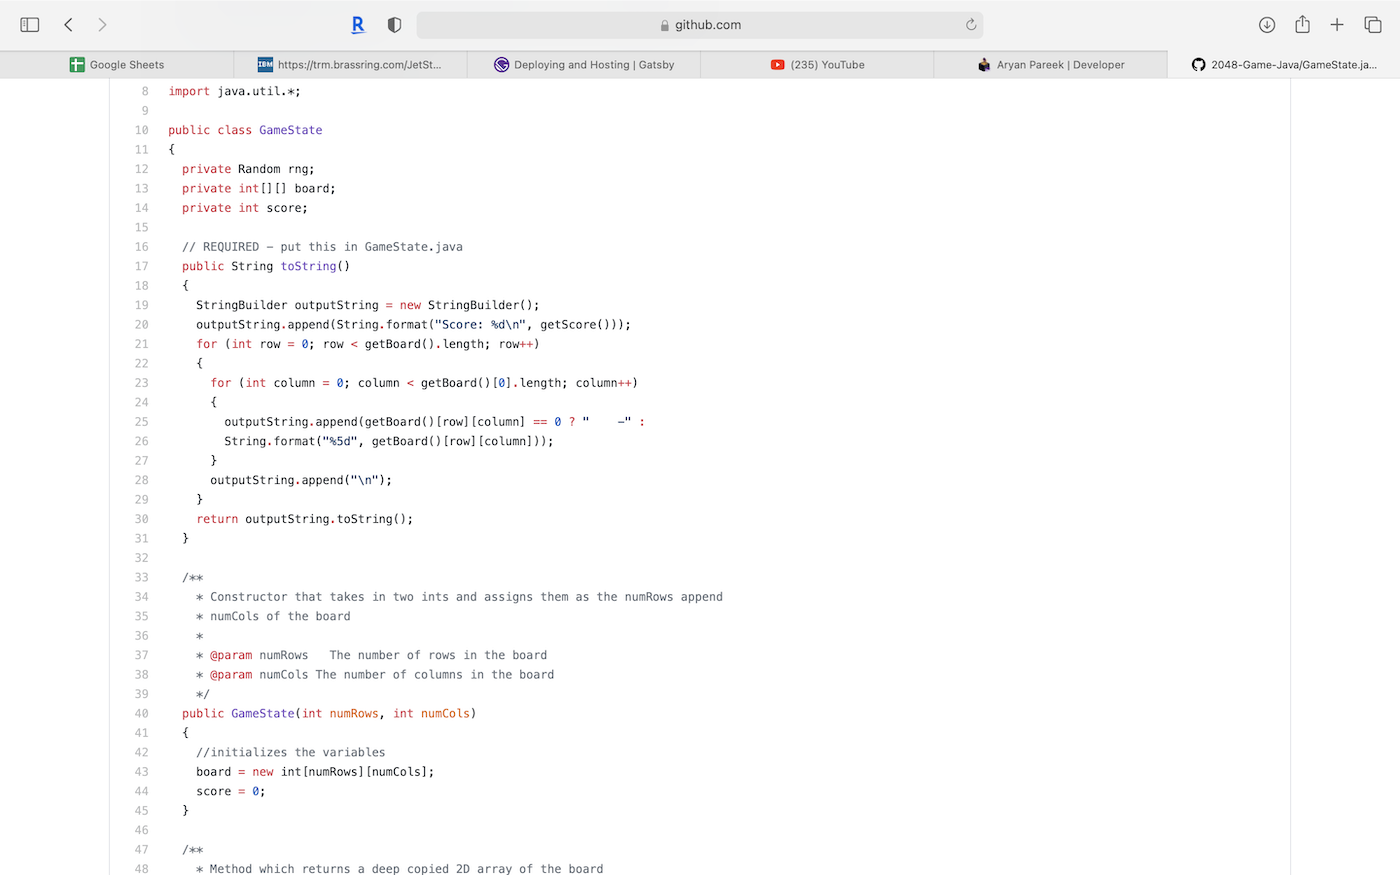 R
github.com
Google Sheets
IBM
https://trm.brassring.com/JetSt...
Deploying and Hosting | Gatsby
(235) YouTube
Aryan Pareek | Developer
2048-Game-Java/GameState.ja...
8 import java.util.*;
9
10 public class GameState
11 {
12 private Random rng;
13 private int[][] board;
14 private int score;
15
16 // REQUIRED - put this in GameState.java
17 public String toString()
18 {
19 StringBuilder outputString = new StringBuilder();
20 outputString.append(String.format("Score: %d\n", getScore()));
21 for (int row = 0; row < getBoard().length; row++)
22 {
23 for (int column = 0; column < getBoard()[0].length; column++)
24 {
25 outputString.append(getBoard()[row][column] == 0 ? "    -" :
26 String.format("%5d", getBoard()[row][column]));
27 }
28 outputString.append("\n");
29 }
30 return outputString.toString();
31 }
32
33 /**
34 * Constructor that takes in two ints and assigns them as the numRows append
35 * numCols of the board
36 *
37 * @param numRows   The number of rows in the board
38 * @param numCols The number of columns in the board
39 */
40 public GameState(int numRows, int numCols)
41 {
42 //initializes the variables
43 board = new int[numRows][numCols];
44 score = 0;
45 }
46
47 /**
48 * Method which returns a deep copied 2D array of the board